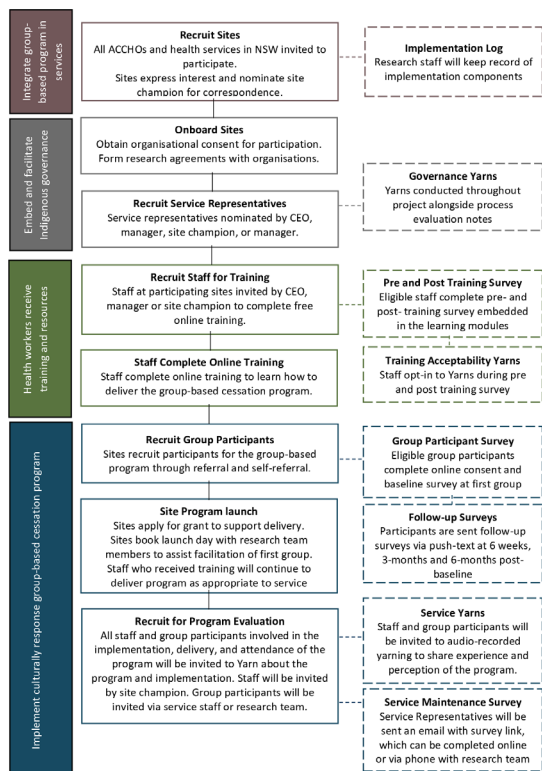 Integrate group-
based program in
services
Recruit Sites
All ACCHOs and health services in NSW invited to
participate.
Sites express interest and nominate site
champion for correspondence.
Implementation Log
Research staff will keep record of
implementation components
Embed and facilitate
Indigenous governance
Onboard Sites
Obtain organisational consent for participation.
Form research agreements with organisations.
Recruit Service Representatives
Service representatives nominated by CEO,
manager, site champion, or manager.
Governance Yarns
Yarns conducted throughout
project alongside process
evaluation notes
Health workers receive
training and resources
Recruit Staff for Training
Staff at participating sites invited by CEO,
manager or site champion to complete free
online training.
Pre and Post Training Survey
Eligible staff complete pre- and
post- training survey embedded
in the learning modules
Staff Complete Online Training
Staff complete online training to learn how to
deliver the group-based cessation program.
Training Acceptability Yarns
Staff opt-in to Yarns during pre
and post training survey
Implement culturally response group-based cessation program
Recruit Group Participants
Sites recruit participants for the group-based
program through referral and self-referral.
Group Participant Survey
Eligible group participants
complete online consent and
baseline survey at first group
Site Program launch
Sites apply for grant to support delivery.
Sites book launch day with research team
members to assist facilitation of first group.
Staff who received training will continue to
deliver program as appropriate to service
Follow-up Surveys
Participants are sent follow-up
surveys via push-text at 6 weeks,
3-months and 6-months post-
baseline
Recruit for Program Evaluation
All staff and group participants involved in the
implementation, delivery, and attendance of the
program will be invited to Yarn about the
program and implementation. Staff will be invited
by site champion. Group participants will be
invited via service staff or research team.
Service Yarns
Staff and group participants will
be invited to audio-recorded
yarning to share experience and
perception of the program.
Service Maintenance Survey
Service Representatives will be
sent an email with survey link,
which can be completed online
or via phone with research team